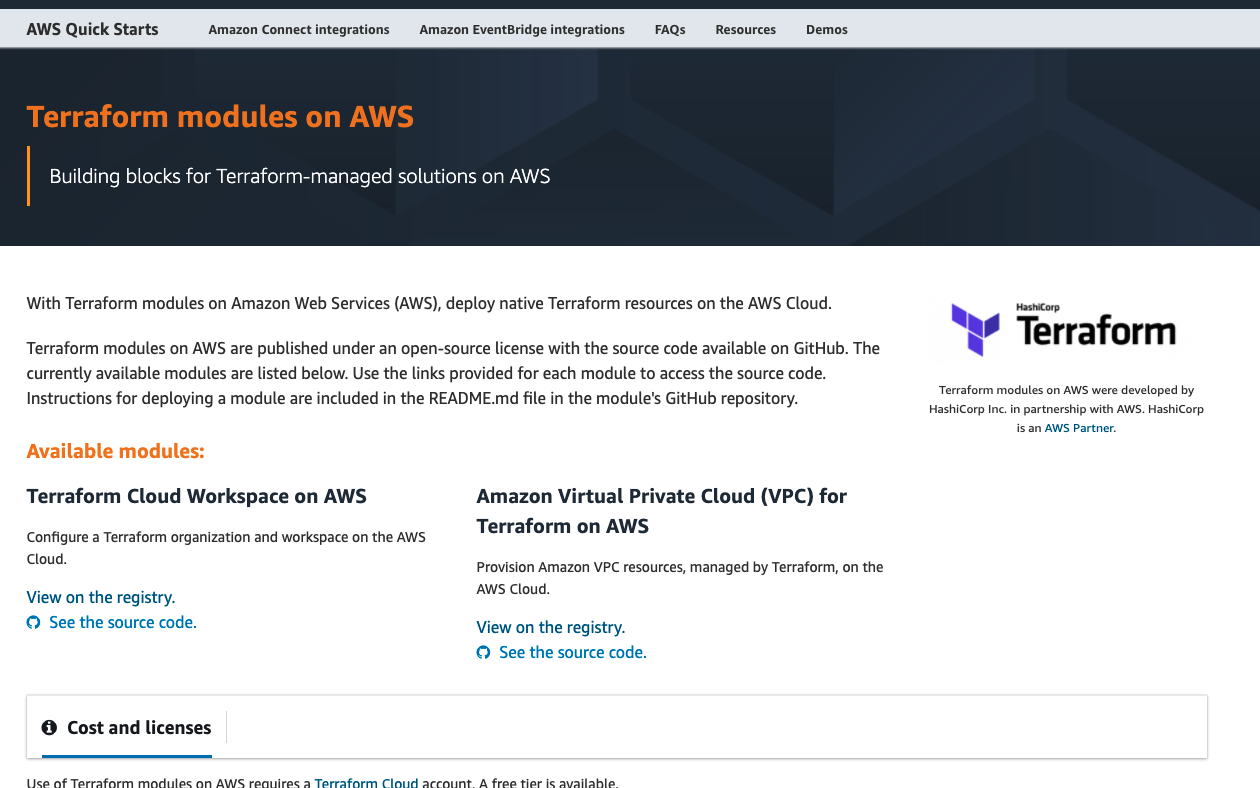 AWS Quick Starts
Amazon Connect integrations
Amazon EventBridge integrations
FAQs
Resources
Demos
Terraform modules on AWS
Building blocks for Terraform-managed solutions on AWS
With Terraform modules on Amazon Web Services (AWS), deploy native Terraform resources on the AWS Cloud.
Terraform modules on AWS are published under an open-source license with the source code available on GitHub. The
currently available modules are listed below. Use the links provided for each module to access the source code.
Instructions for deploying a module are included in the README.md file in the module's GitHub repository.
HashiCorp
Terraform
Terraform modules on AWS were developed by
HashiCorp Inc. in partnership with AWS. HashiCorp
is an AWS Partner.
Available modules:
Terraform Cloud Workspace on AWS
Configure a Terraform organization and workspace on the AWS
Cloud.
View on the registry.
See the source code.
Amazon Virtual Private Cloud (VPC) for
Terraform on AWS
Provision Amazon VPC resources, managed by Terraform, on the
AWS Cloud.
View on the registry.
See the source code.
Cost and licenses
Use of Terraform modules on AWS requires a Terraform Cloud account. A free tier is available.